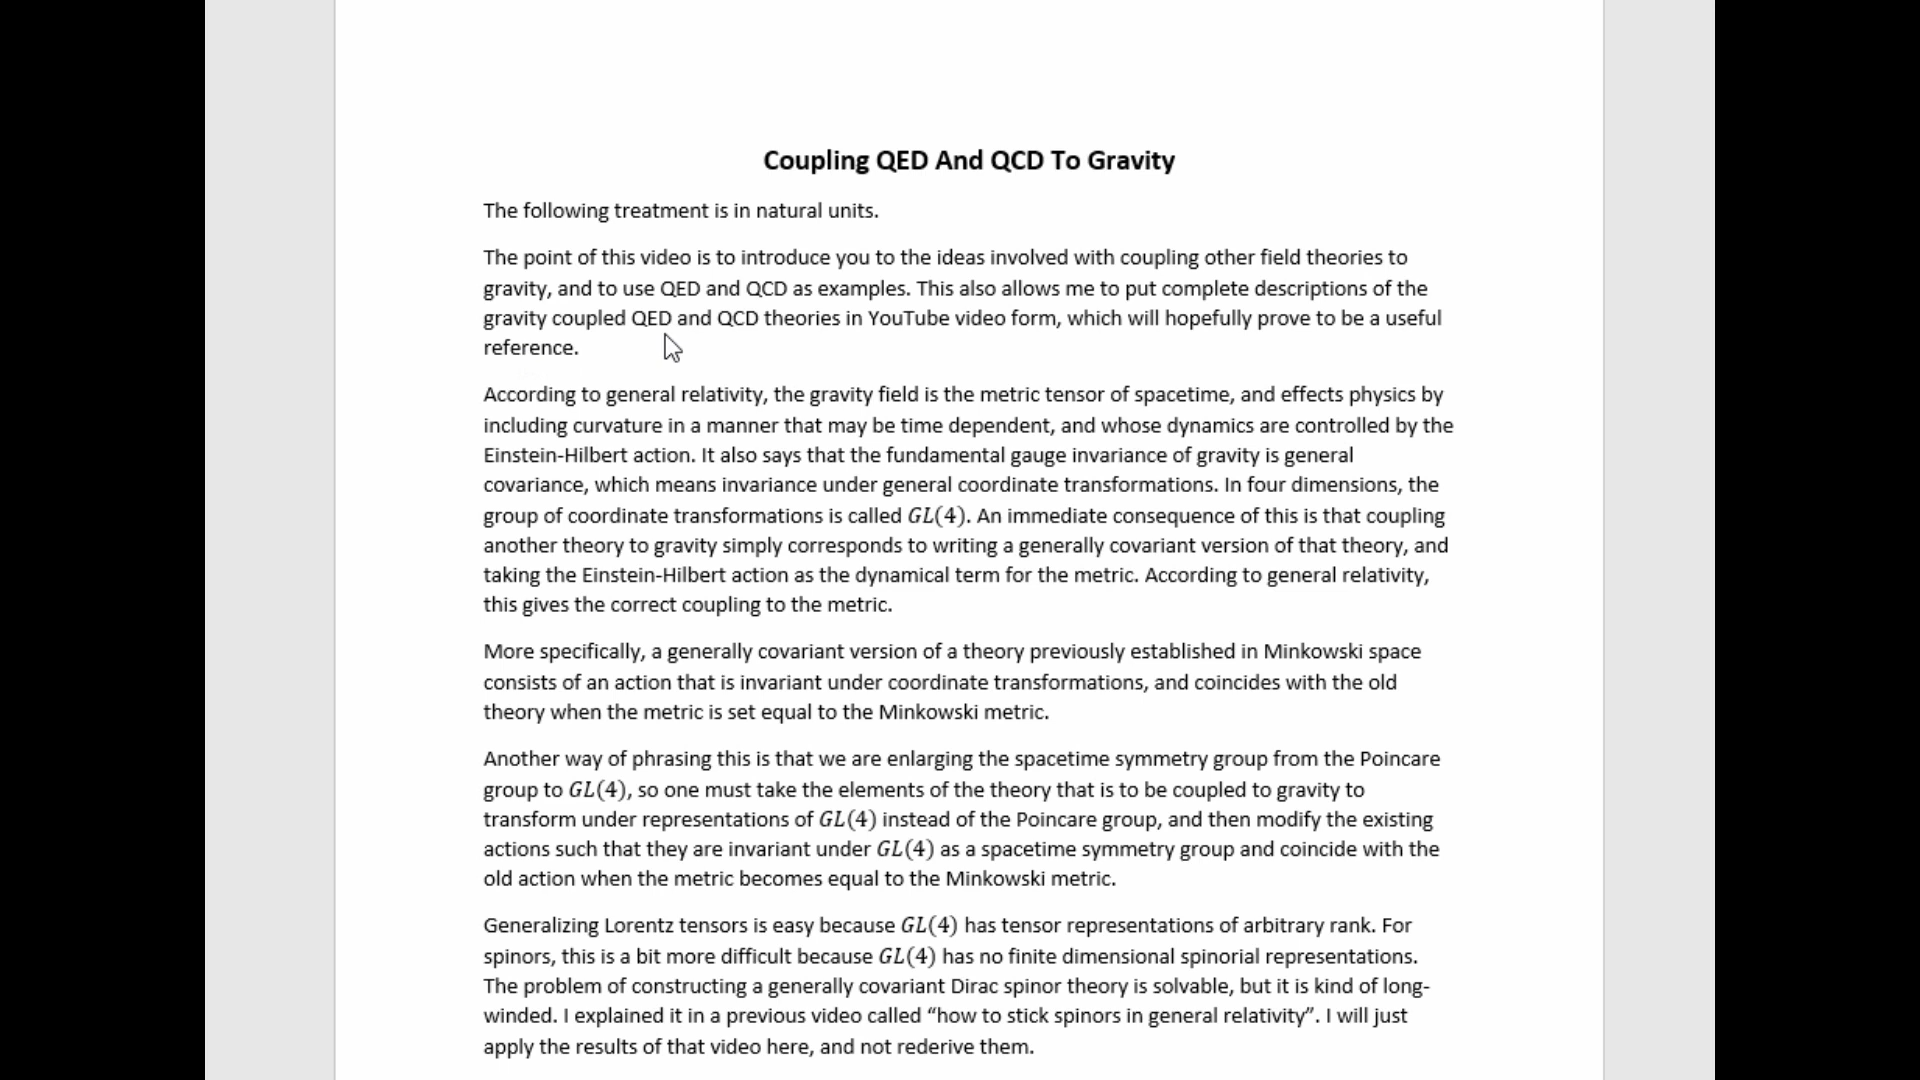 Coupling QED And QCD To Gravity
The following treatment is in natural units.
The point of this video is to introduce you to the ideas involved with coupling other field theories to
gravity, and to use QED and QCD as examples. This also allows me to put complete descriptions of the
gravity coupled QED and QCD theories in YouTube video form, which will hopefully prove to be a useful
reference.
According to general relativity, the gravity field is the metric tensor of spacetime, and effects physics by
including curvature in a manner that may be time dependent, and whose dynamics are controlled by the
Einstein-Hilbert action. It also says that the fundamental gauge invariance of gravity is general
covariance, which means invariance under general coordinate transformations. In four dimensions, the
group of coordinate transformations is called GL(4). An immediate consequence of this is that coupling
another theory to gravity simply corresponds to writing a generally covariant version of that theory, and
taking the Einstein-Hilbert action as the dynamical term for the metric. According to general relativity,
this gives the correct coupling to the metric.
More specifically, a generally covariant version of a theory previously established in Minkowski space
consists of an action that is invariant under coordinate transformations, and coincides with the old
theory when the metric is set equal to the Minkowski metric.
Another way of phrasing this is that we are enlarging the spacetime symmetry group from the Poincare
group to GL(4), so one must take the elements of the theory that is to be coupled to gravity to
transform under representations of GL(4) instead of the Poincare group, and then modify the existing
actions such that they are invariant under GL(4) as a spacetime symmetry group and coincide with the
old action when the metric becomes equal to the Minkowski metric.
Generalizing Lorentz tensors is easy because GL(4) has tensor representations of arbitrary rank. For
spinors, this is a bit more difficult because GL(4) has no finite dimensional spinorial representations.
The problem of constructing a generally covariant Dirac spinor theory is solvable, but it is kind of long-
winded. I explained it in a previous video called “how to stick spinors in general relativity”. I will just
apply the results of that video here, and not rederive them.